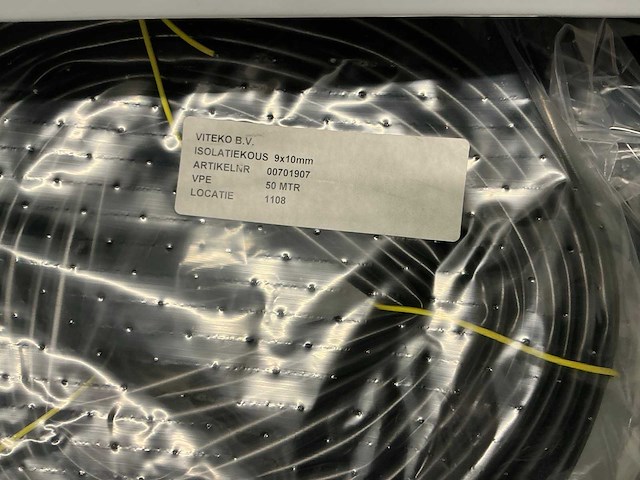 VITEKO B.V.
ISOLATIEKOUS 9x10mm
ARTIKELNR 00701907
VPE 50 MTR
LOCATIE 1108